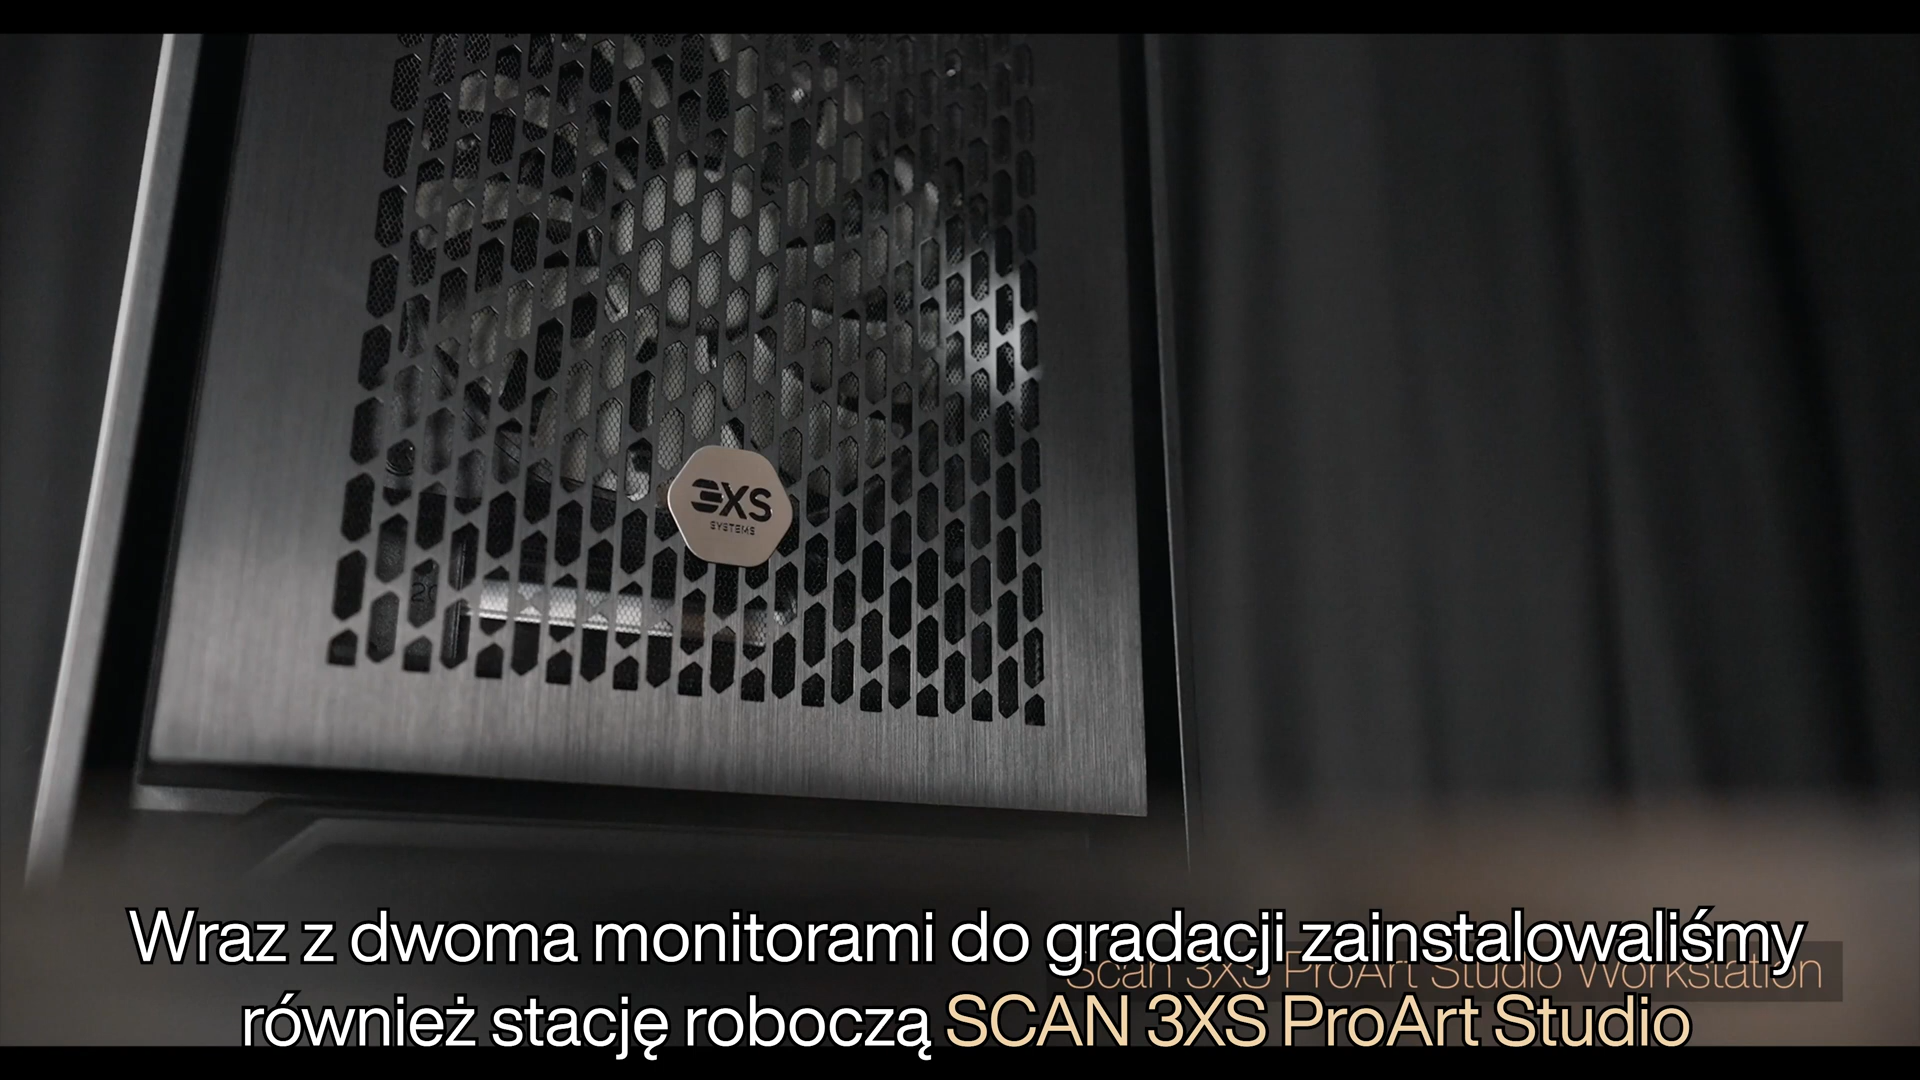 3XS
SYSTEMS
Scan 3XS ProArt Studio Workstation
Wraz z dwoma monitorami do gradacji zainstalowaliśmy
również stację roboczą SCAN 3XS ProArt Studio